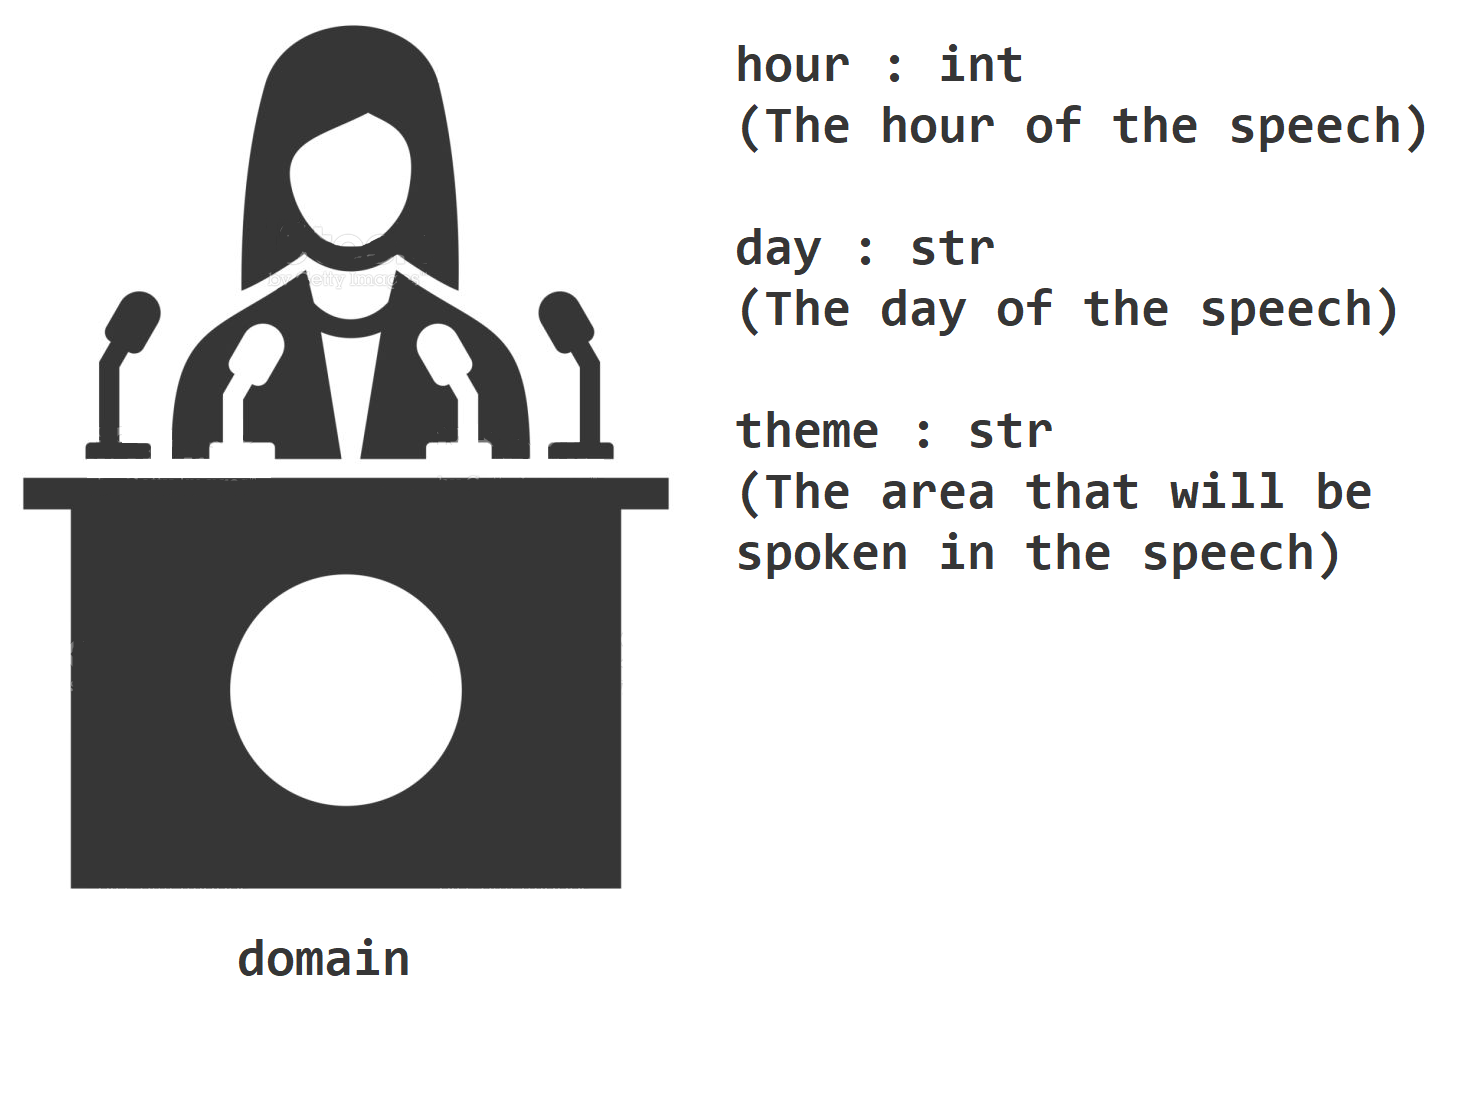 hour : int
(The hour of the speech)
day : str
(The day of the speech)
theme : str
(The area that will be
spoken in the speech)
domain